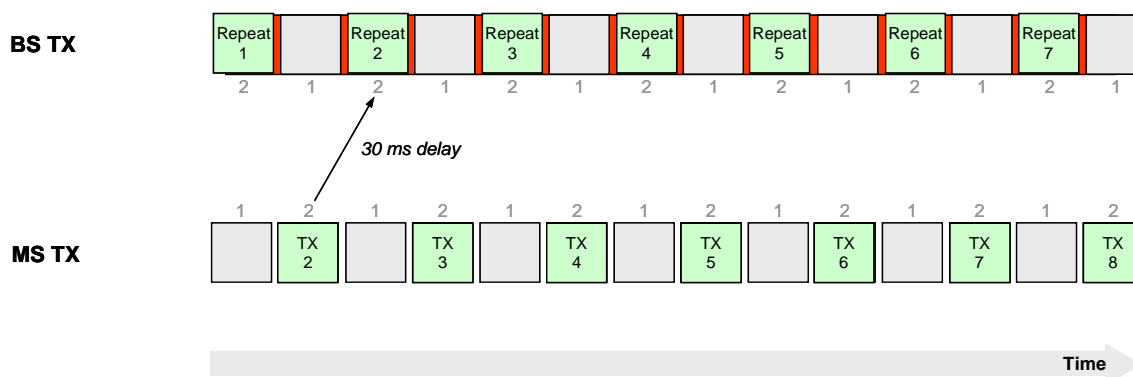 BS TX
Repeat 1 Repeat 2 Repeat 3 Repeat 4 Repeat 5 Repeat 6 Repeat 7
2 1 2 1 2 1 2 1 2 1 2 1 2 1
30 ms delay
1 2 1 2 1 2 1 2 1 2 1 2 1 2
MS TX
TX 2 TX 3 TX 4 TX 5 TX 6 TX 7 TX 8
Time